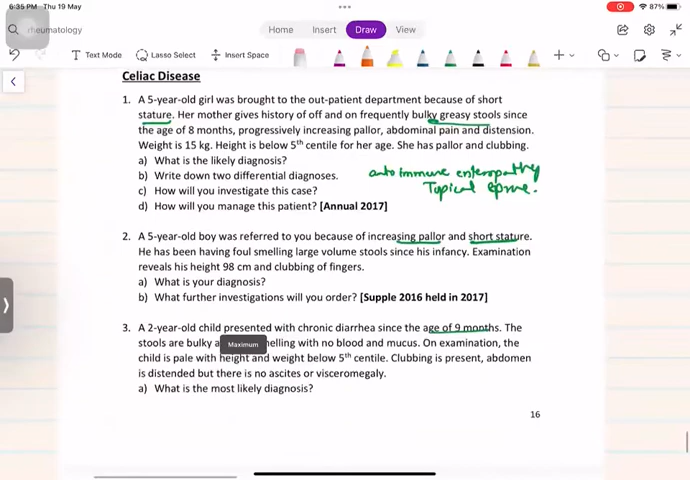 6:35 PM Thu 19 May
87%
rheumatology
Home Insert Draw View
Text Mode Lasso Select Insert Space
Celiac Disease
1. A 5-year-old girl was brought to the out-patient department because of short
stature. Her mother gives history of off and on frequently bulky greasy stools since
the age of 8 months, progressively increasing pallor, abdominal pain and distension.
Weight is 15 kg. Height is below 5th centile for her age. She has pallor and clubbing.
a) What is the likely diagnosis?
b) Write down two differential diagnoses.
auto immune enteropathy
c) How will you investigate this case?
Topical
d) How will you manage this patient? [Annual 2017]
2. A 5-year-old boy was referred to you because of increasing pallor and short stature.
He has been having foul smelling large volume stools since his infancy. Examination
reveals his height 98 cm and clubbing of fingers.
a) What is your diagnosis?
b) What further investigations will you order? [Supple 2016 held in 2017]
3. A 2-year-old child presented with chronic diarrhea since the age of 9 months. The
stools are bulky a Maximum elling with no blood and mucus. On examination, the
child is pale with height and weight below 5th centile. Clubbing is present, abdomen
is distended but there is no ascites or visceromegaly.
a) What is the most likely diagnosis?
16